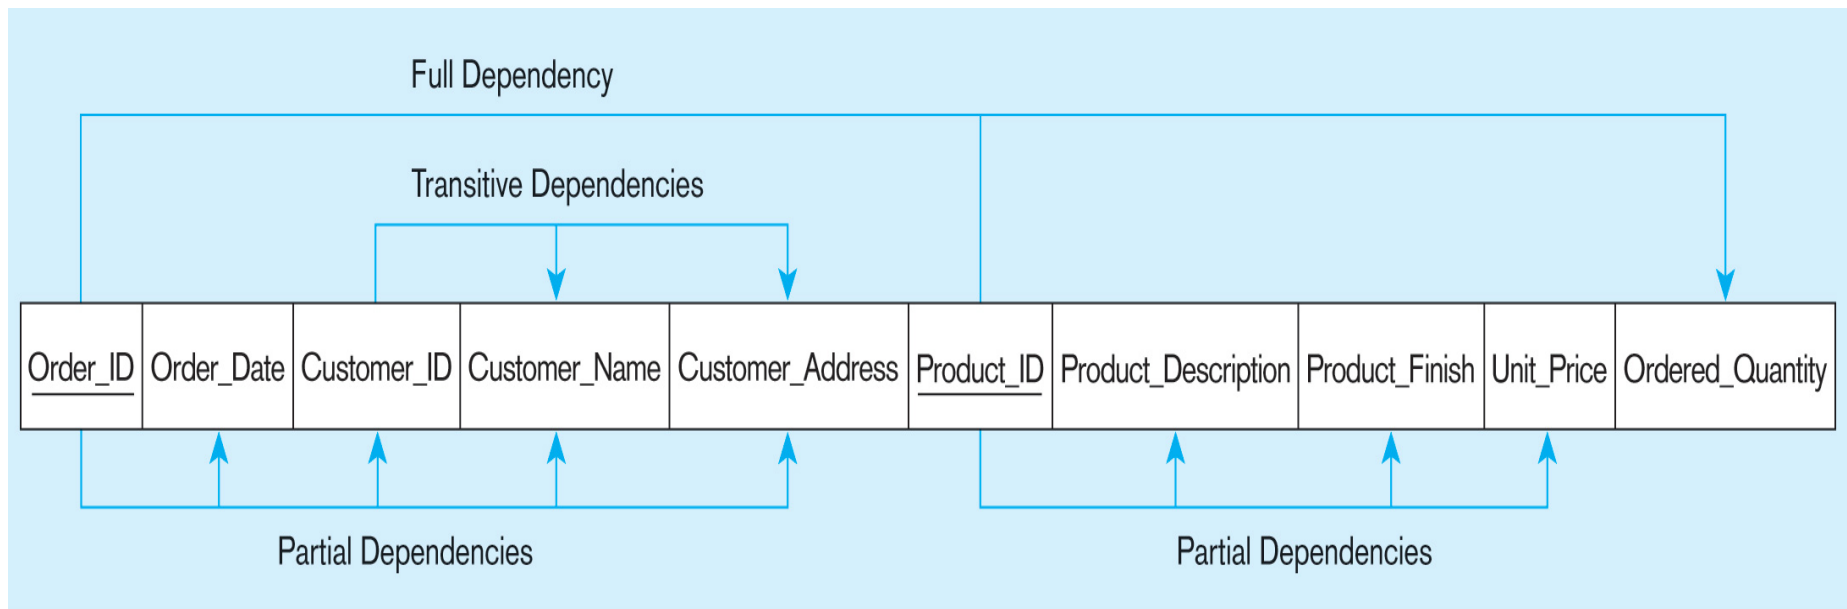 Full Dependency
Transitive Dependencies
Order_ID Order_Date Customer_ID Customer_Name Customer_Address Product_ID Product_Description Product_Finish Unit_Price Ordered_Quantity
Partial Dependencies Partial Dependencies